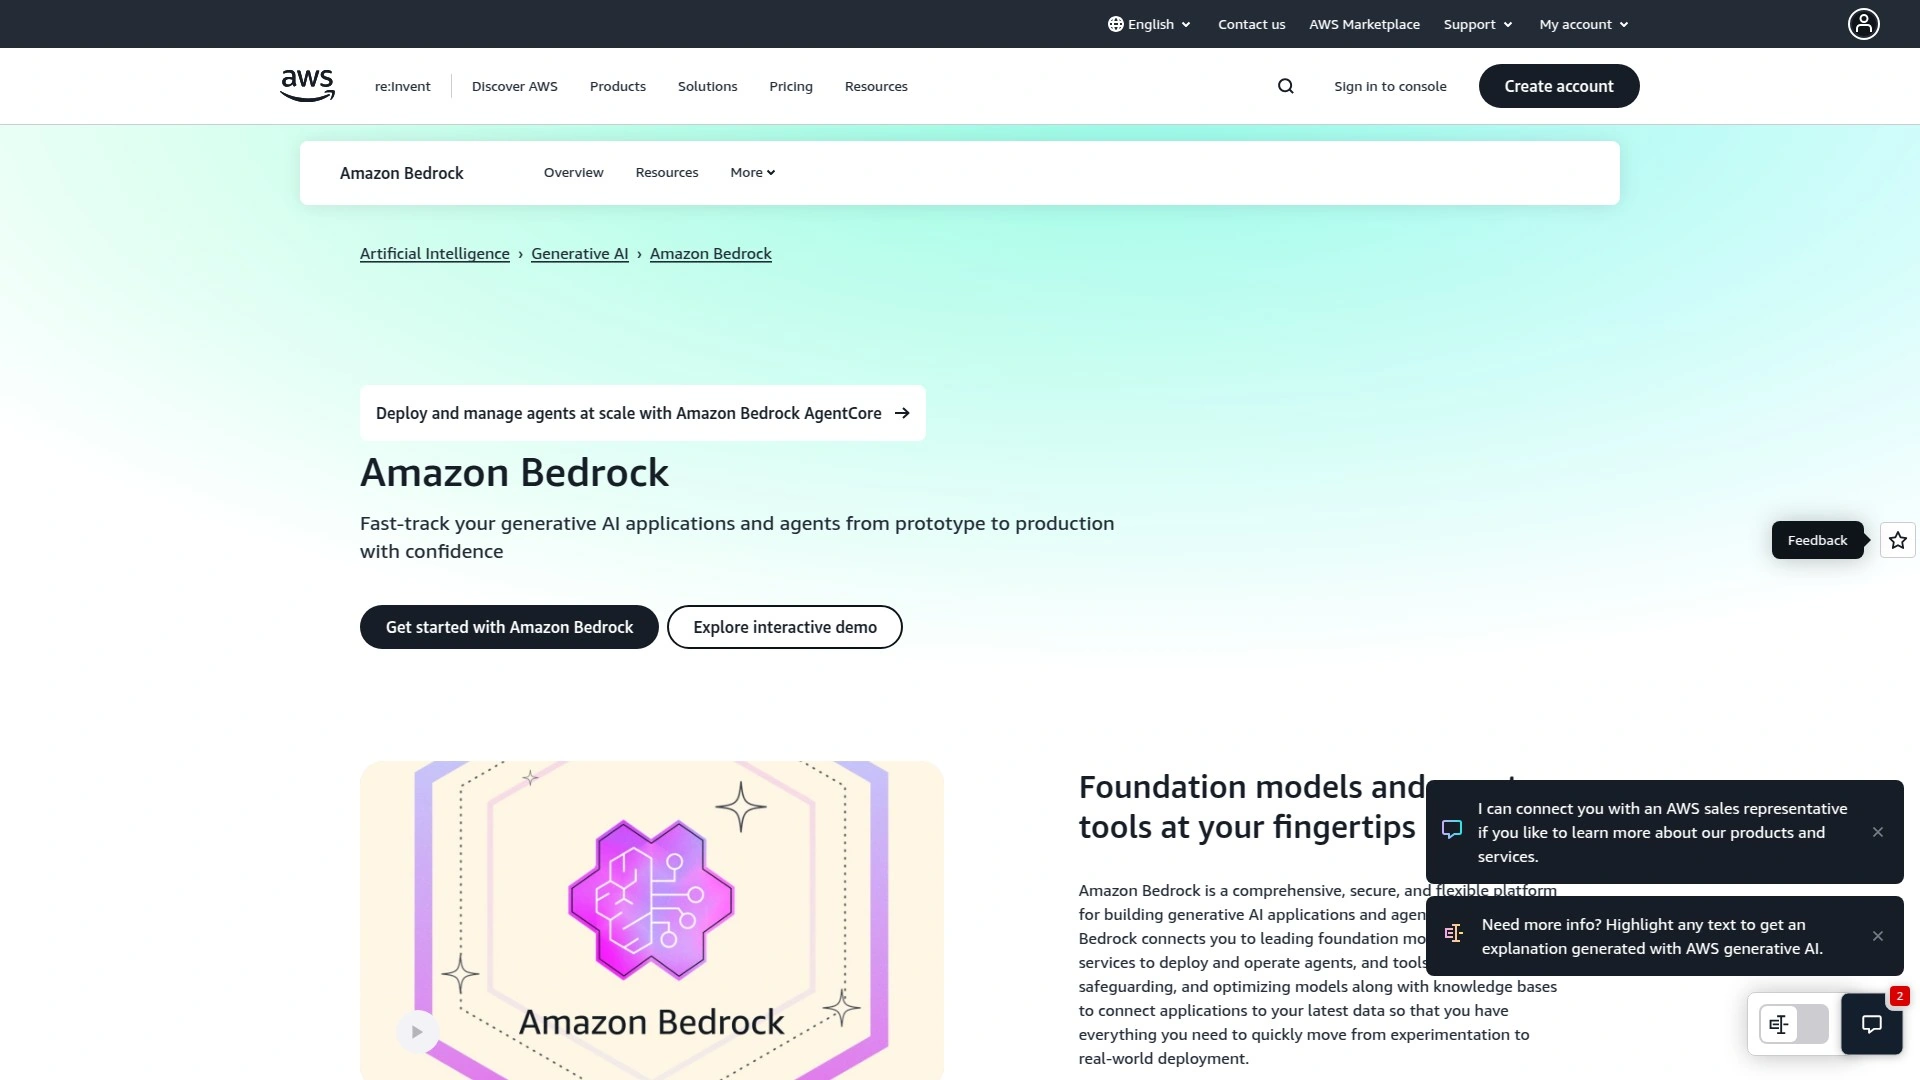 English
Contact us
AWS Marketplace
Support
My account
aws
re:Invent
Discover AWS
Products
Solutions
Pricing
Resources
Sign in to console
Create account
Amazon Bedrock
Overview
Resources
More
Artificial Intelligence › Generative AI › Amazon Bedrock
Deploy and manage agents at scale with Amazon Bedrock AgentCore
Amazon Bedrock
Fast-track your generative AI applications and agents from prototype to production
with confidence
Get started with Amazon Bedrock
Explore interactive demo
Feedback
Amazon Bedrock
Foundation models and
tools at your fingertips
Amazon Bedrock is a comprehensive, secure, and flexible platform
for building generative AI applications and
Bedrock connects you to leading foundation
services to deploy and operate agents, and tools
safeguarding, and optimizing models along with knowledge bases
to connect applications to your latest data so that you have
everything you need to quickly move from experimentation to
real-world deployment.
I can connect you with an AWS sales representative
if you like to learn more about our products and
services.
Need more info? Highlight any text to get an
explanation generated with AWS generative AI.
2